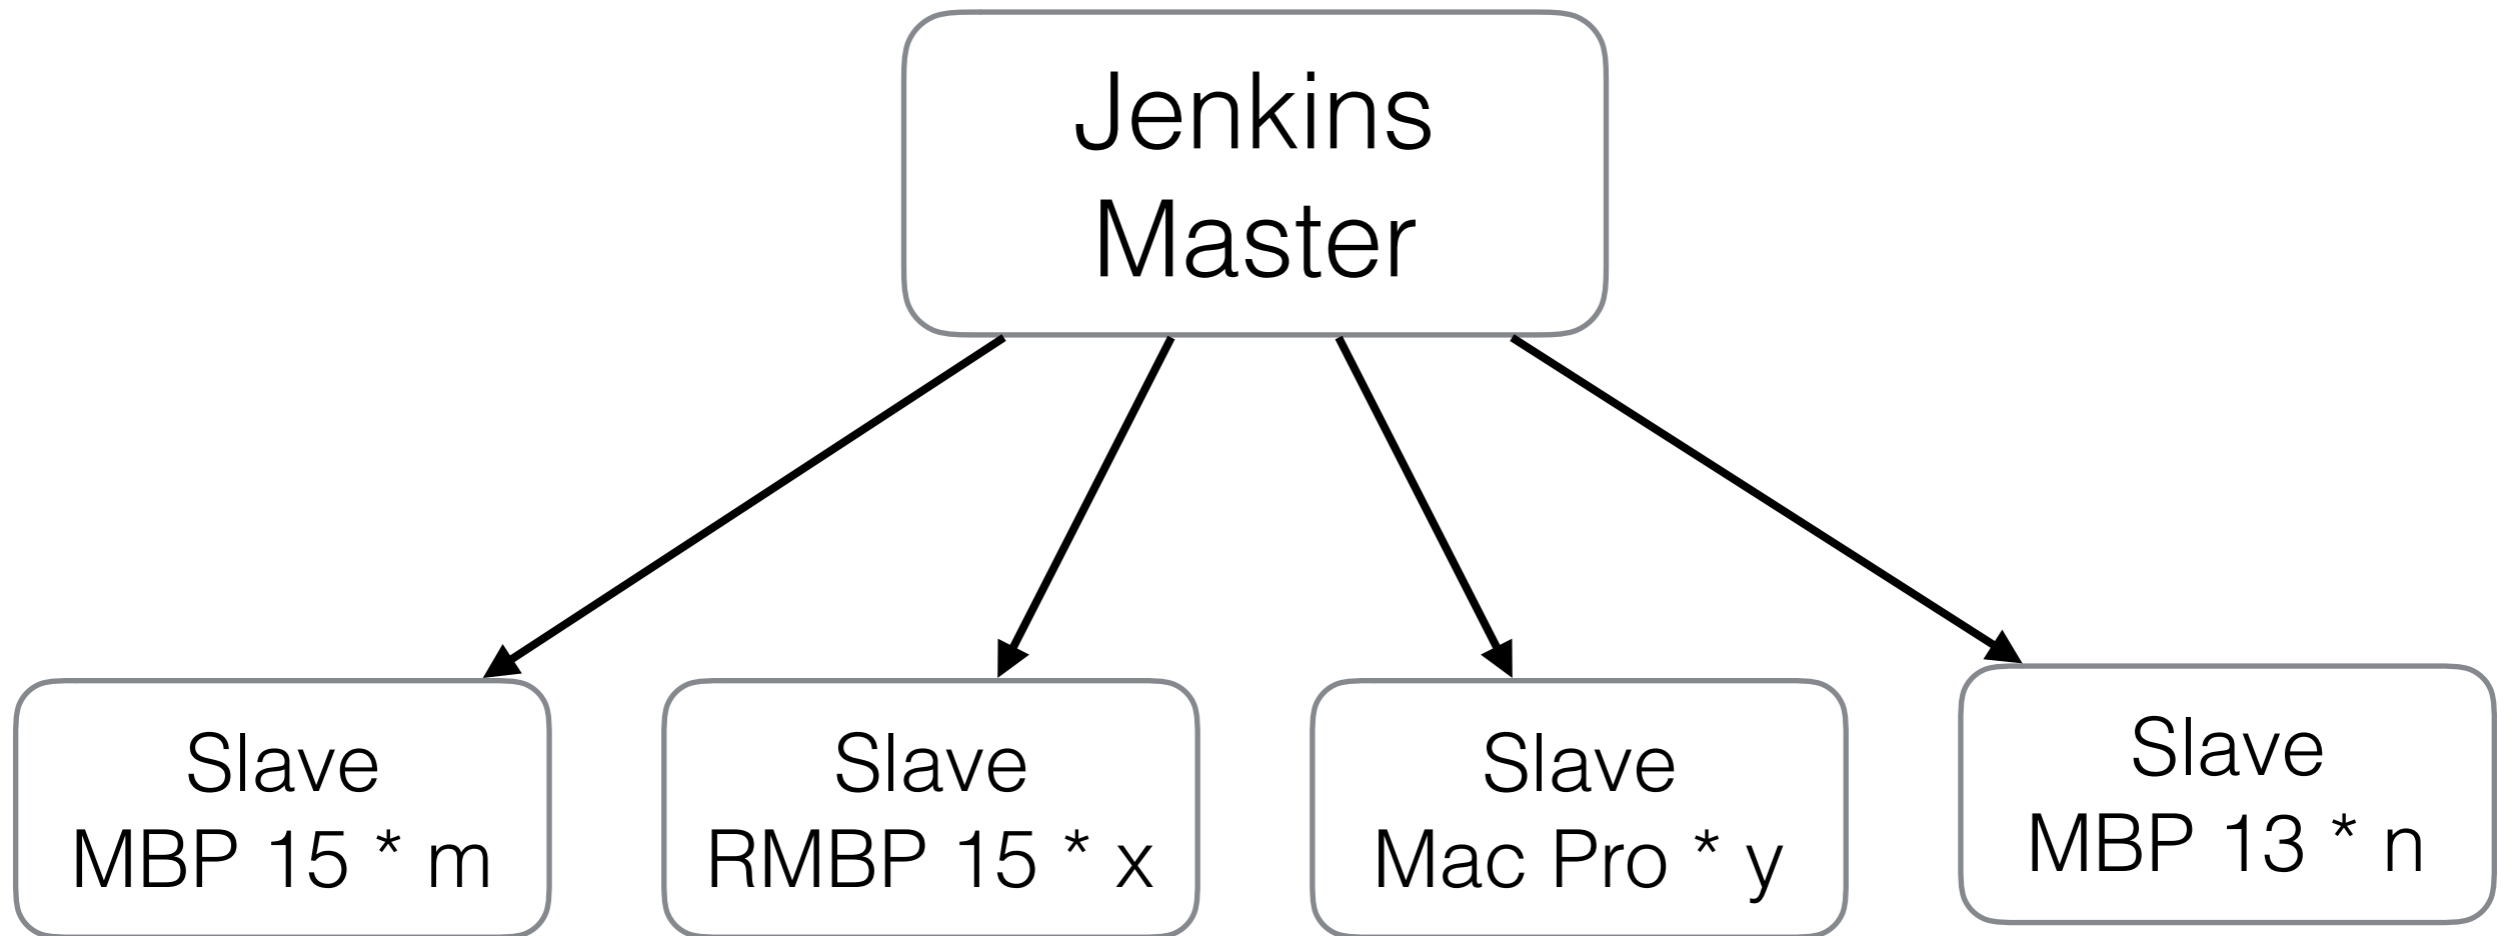 Jenkins
Master
Slave
MBP 15 * m
Slave
RMBP 15 * x
Slave
Mac Pro * y
Slave
MBP 13 * n